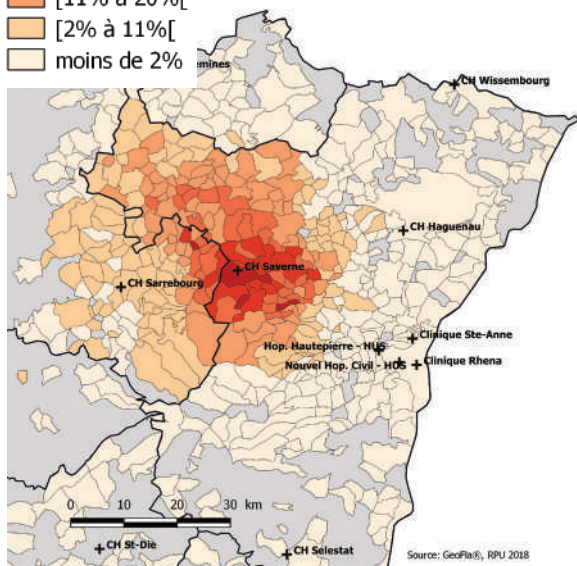 [11% à 20%[
[2% à 11%[
moins de 2%
CH Wissembourg
CH Haguenau
CH Saverne
CH Sarrebourg
Clinique Ste-Anne
Hop. Hautepierre - HUS
Nouvel Hop. Civil - HUS
Clinique Rhena
0 10 20 30 km
CH St-Die
CH Selestat
Source: GeoFla®, RPU 2018